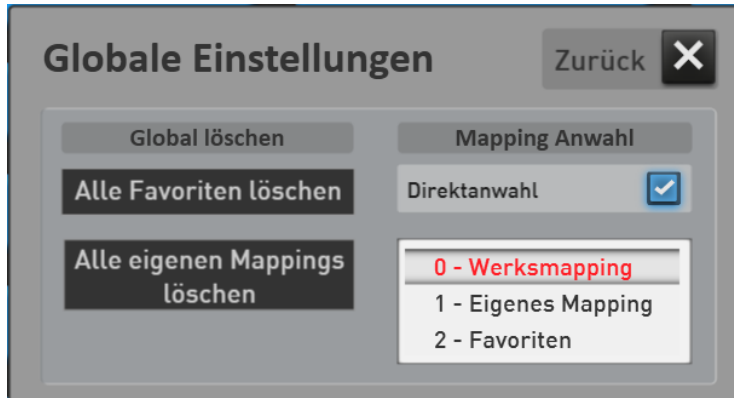 Globale Einstellungen
Zurück
Global löschen
Mapping Anwahl
Alle Favoriten löschen
Direktanwahl
Alle eigenen Mappings
löschen
0 - Werksmapping
1 - Eigenes Mapping
2 - Favoriten